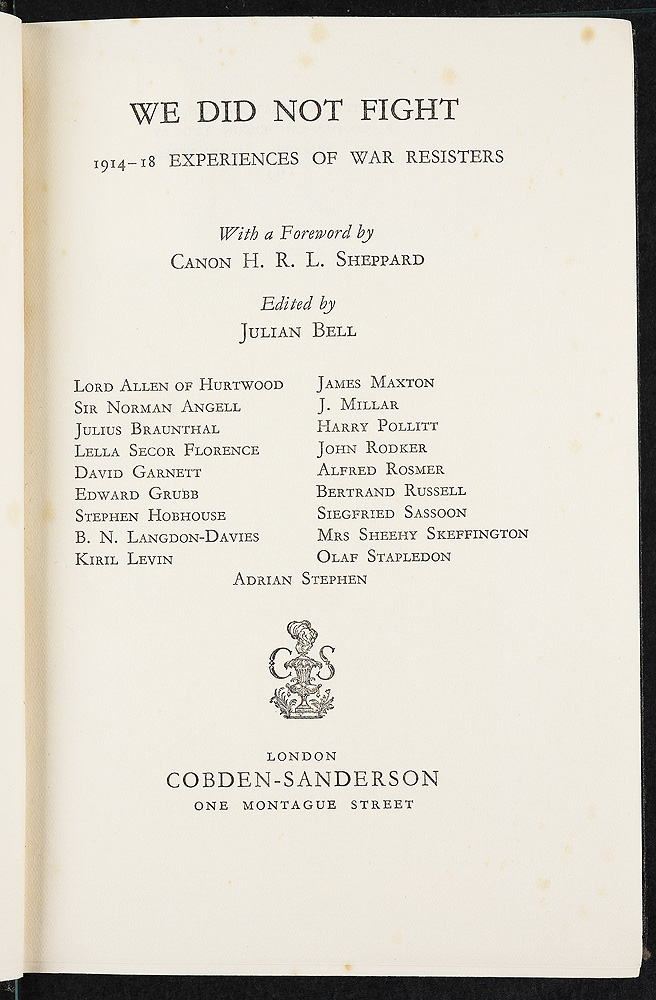 WE DID NOT FIGHT
1914–18 EXPERIENCES OF WAR RESISTERS
With a Foreword by
CANON H. R. L. SHEPPARD
Edited by
JULIAN BELL
LORD ALLEN OF HURTWOOD
SIR NORMAN ANGELL
JULIUS BRAUNTHAL
LELLA SECOR FLORENCE
DAVID GARNETT
EDWARD GRUBB
STEPHEN HOBHOUSE
B. N. LANGDON-DAVIES
KIRIL LEVIN
JAMES MAXTON
J. MILLAR
HARRY POLLITT
JOHN RODKER
ALFRED ROSMER
BERTRAND RUSSELL
SIEGFRIED SASSOON
MRS SHEEHY SKEFFINGTON
OLAF STAPLEDON
ADRIAN STEPHEN
C S
LONDON
COBDEN-SANDERSON
ONE MONTAGUE STREET